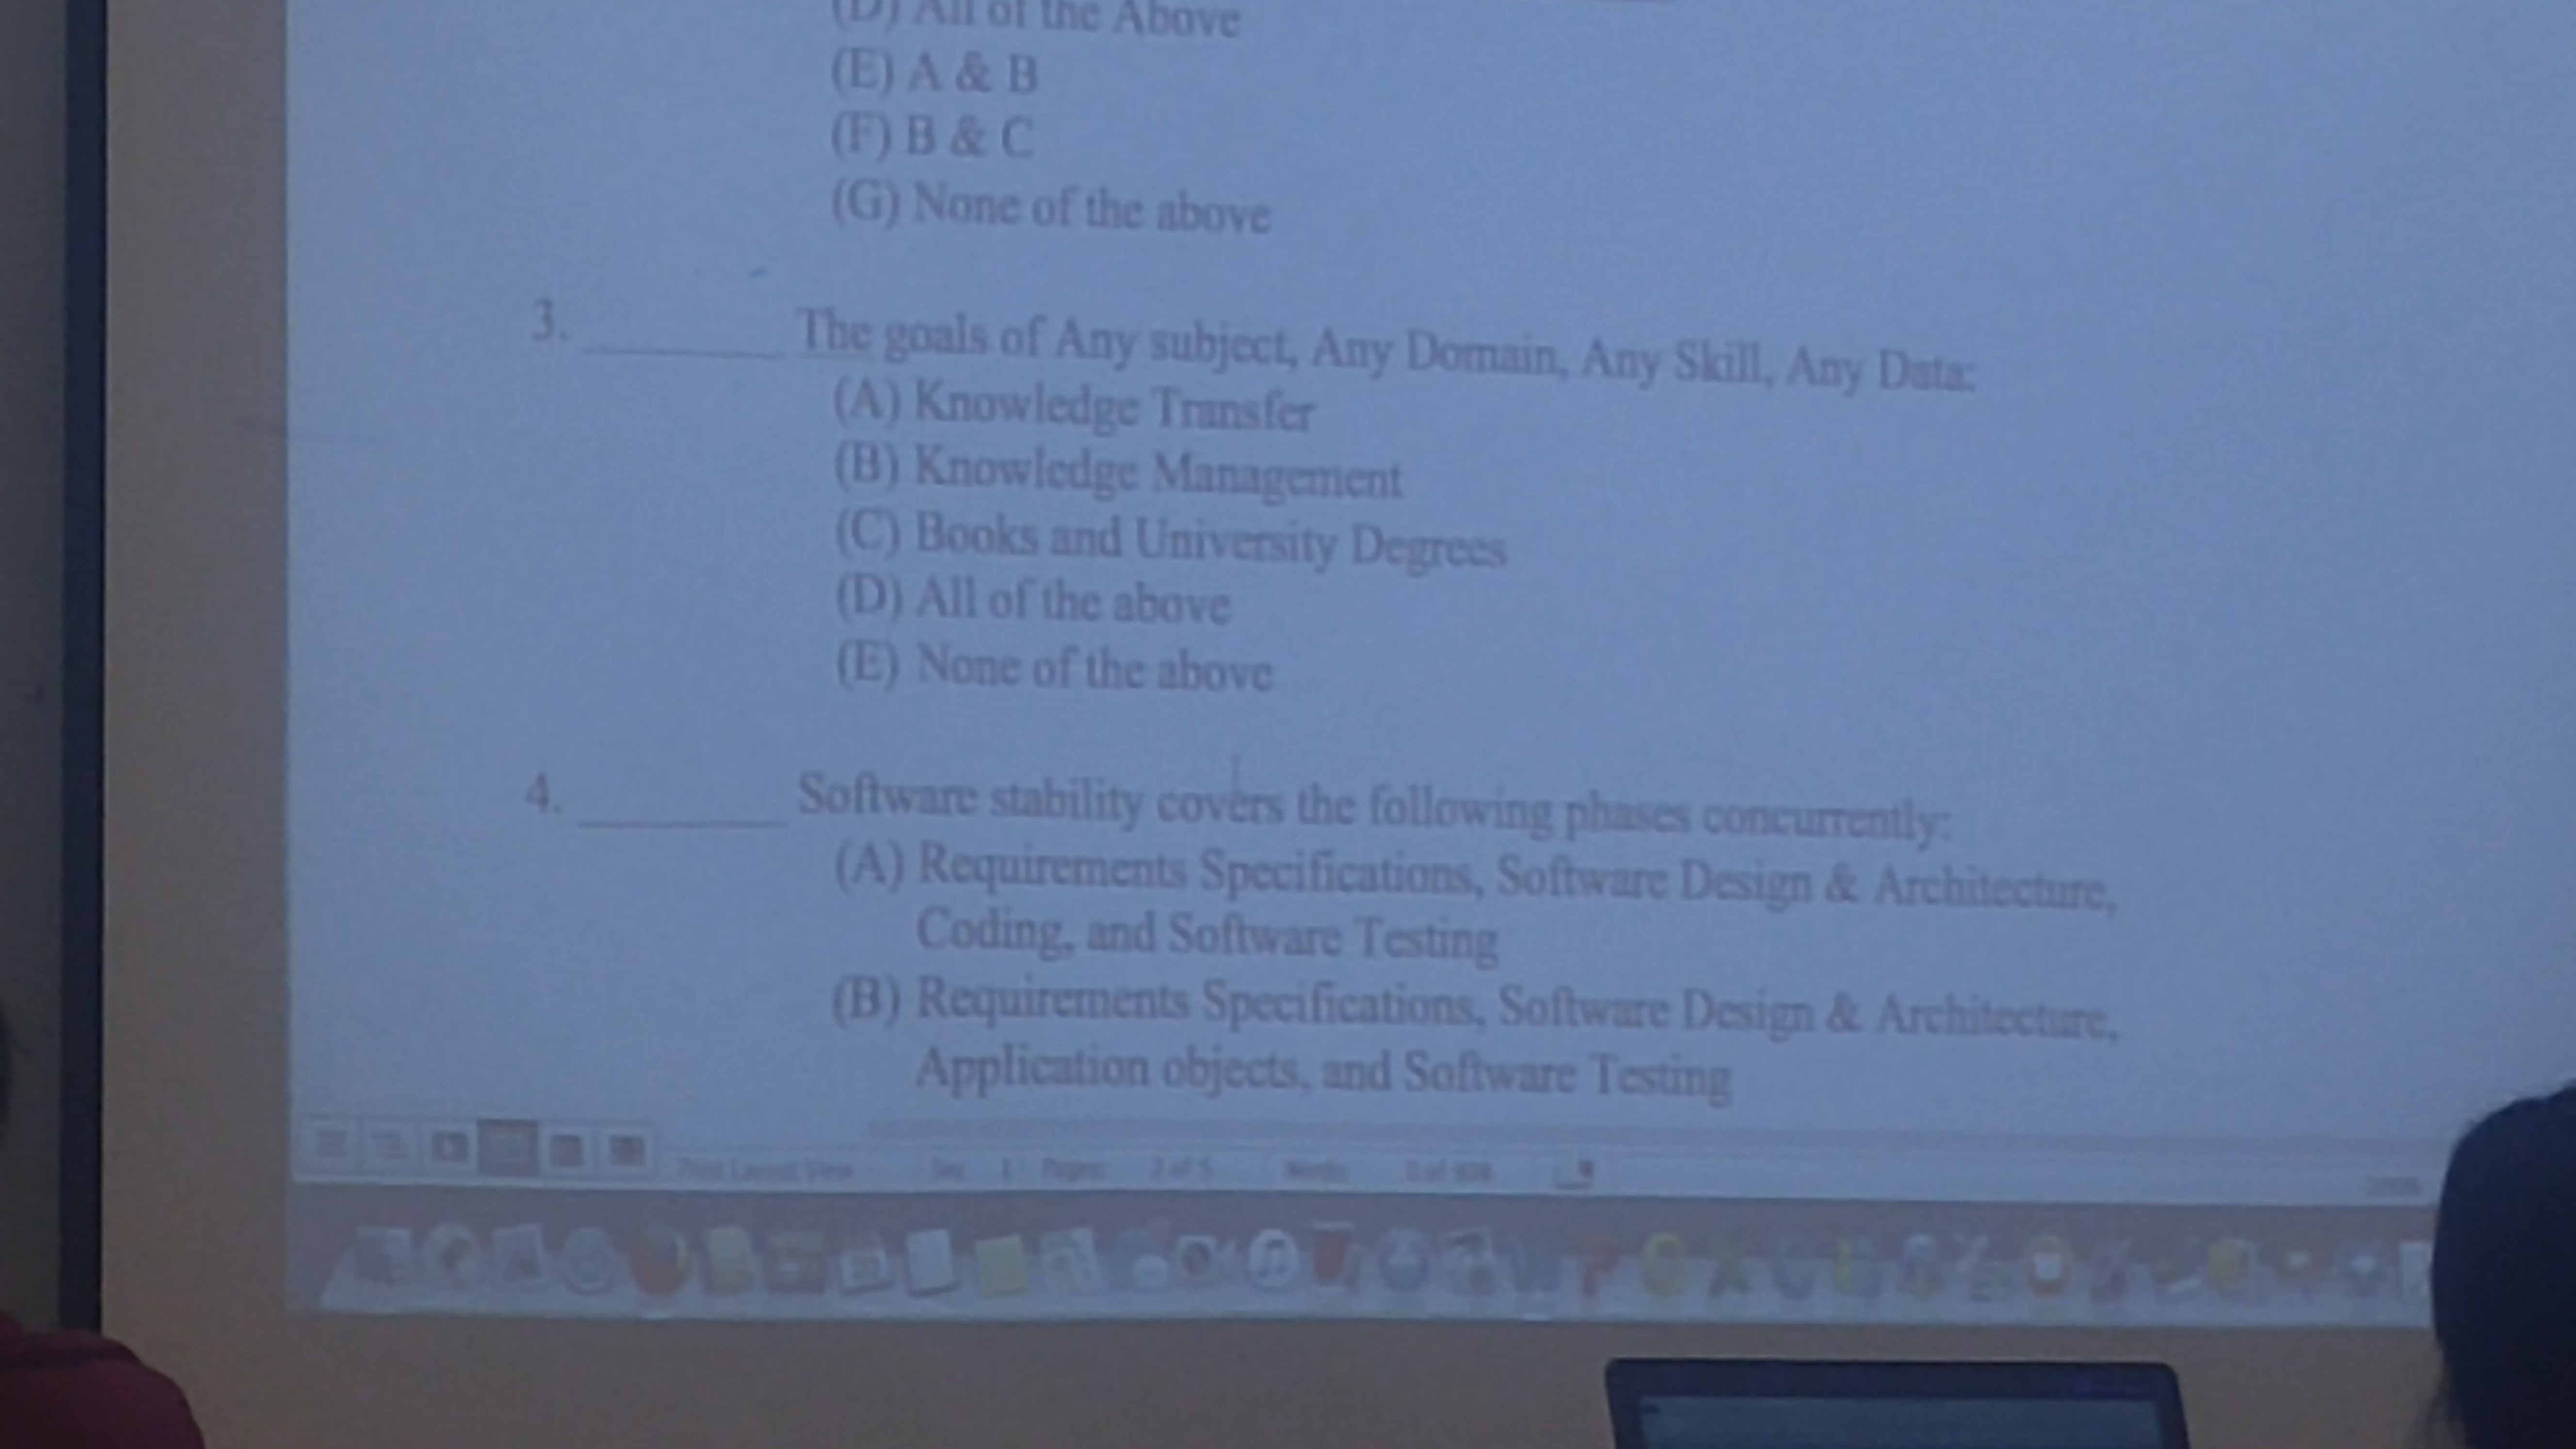 (D) All of the Above
(E) A & B
(F) B & C
(G) None of the above
3. ________ The goals of Any subject, Any Domain, Any Skill, Any Data:
(A) Knowledge Transfer
(B) Knowledge Management
(C) Books and University Degrees
(D) All of the above
(E) None of the above
4. ________ Software stability covers the following phases concurrently:
(A) Requirements Specifications, Software Design & Architecture,
Coding, and Software Testing
(B) Requirements Specifications, Software Design & Architecture,
Application objects, and Software Testing
Print Layout View Sec 1 Pages: 2 of 5 Words: